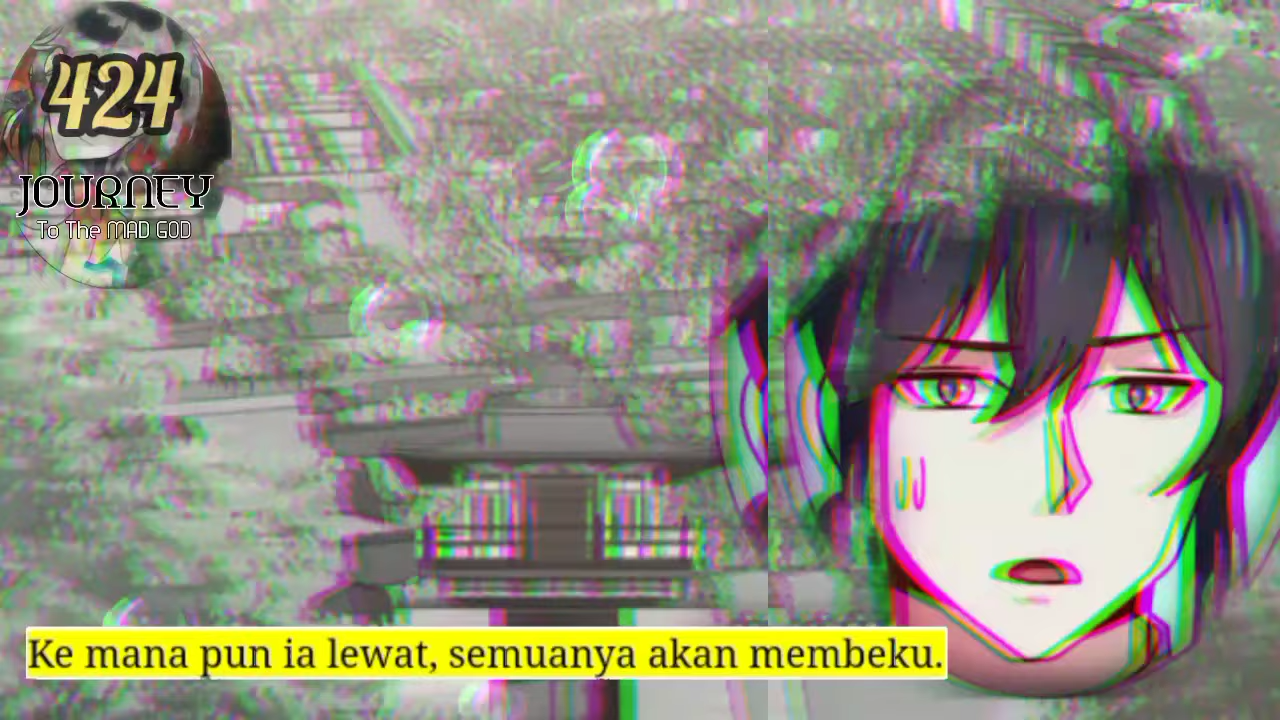 424
JOURNEY
To The MAD GOD
Ke mana pun ia lewat, semuanya akan membeku.